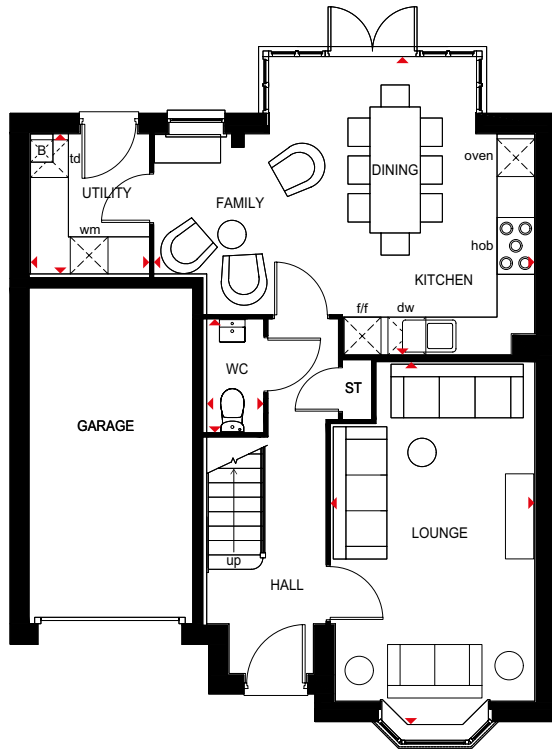 B
td
oven
UTILITY
DINING
FAMILY
wm
hob
KITCHEN
f/f
dw
WC
ST
GARAGE
LOUNGE
up
HALL